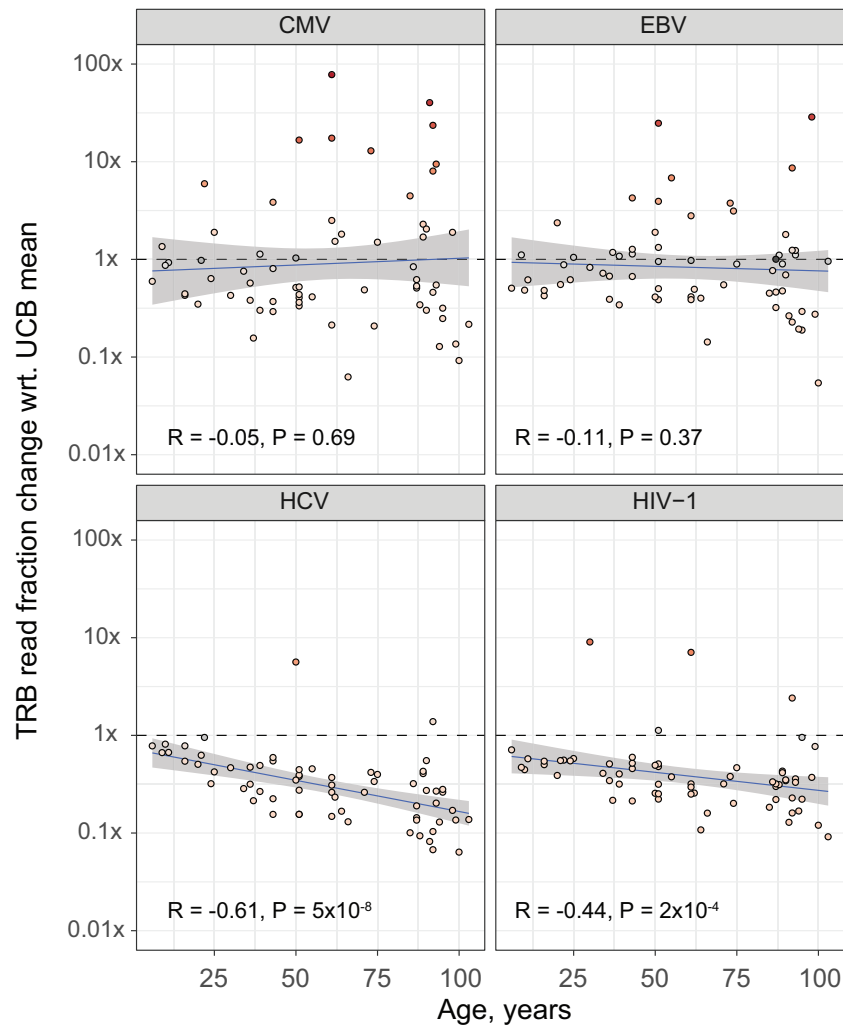 CMV
EBV
100x
10x
1x
0.1x
0.01x
R = -0.05, P = 0.69
R = -0.11, P = 0.37
TRB read fraction change wrt. UCB mean
HCV
HIV−1
100x
10x
1x
0.1x
0.01x
R = -0.61, P = 5x10⁻⁸
R = -0.44, P = 2x10⁻⁴
25 50 75 100
25 50 75 100
Age, years